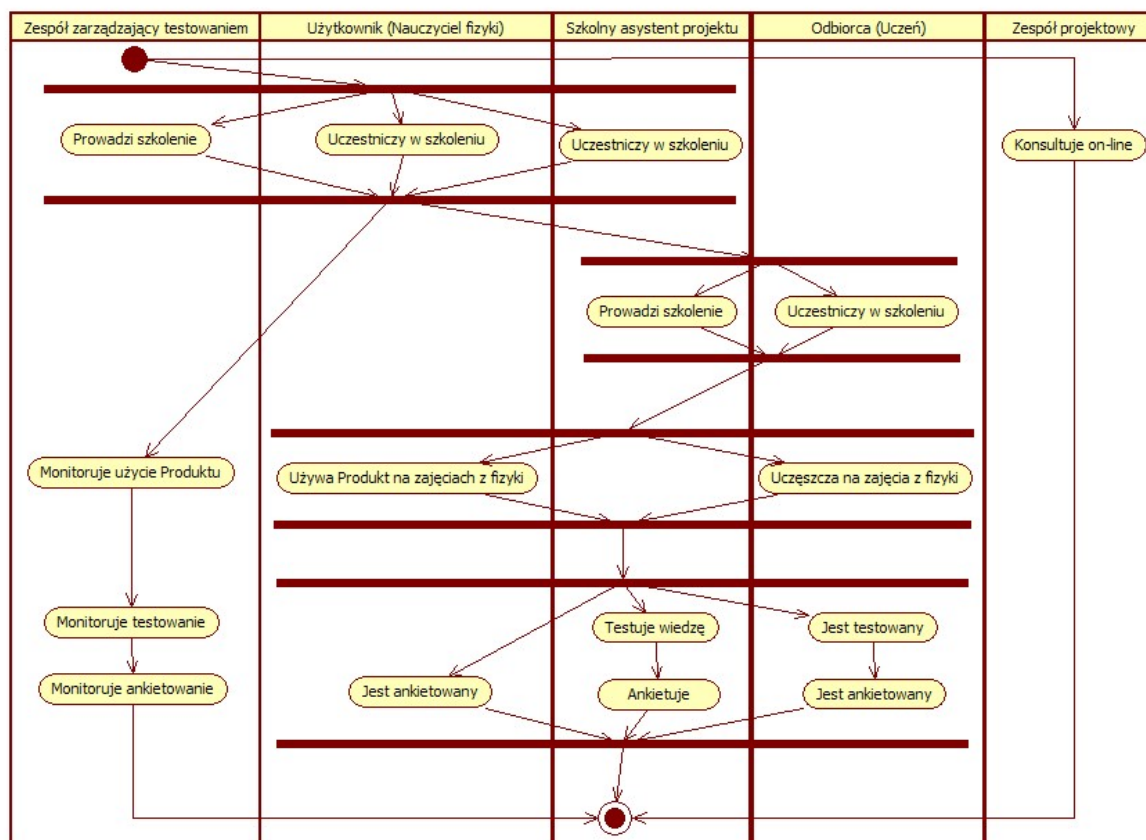 Zespół zarządzający testowaniem
Użytkownik (Nauczyciel fizyki)
Szkolny asystent projektu
Odbiorca (Uczeń)
Zespół projektowy
Prowadzi szkolenie
Uczestniczy w szkoleniu
Uczestniczy w szkoleniu
Konsultuje on-line
Prowadzi szkolenie
Uczestniczy w szkoleniu
Monitoruje użycie Produktu
Używa Produkt na zajęciach z fizyki
Uczęszcza na zajęcia z fizyki
Monitoruje testowanie
Testuje wiedzę
Jest testowany
Monitoruje ankietowanie
Jest ankietowany
Ankietuje
Jest ankietowany